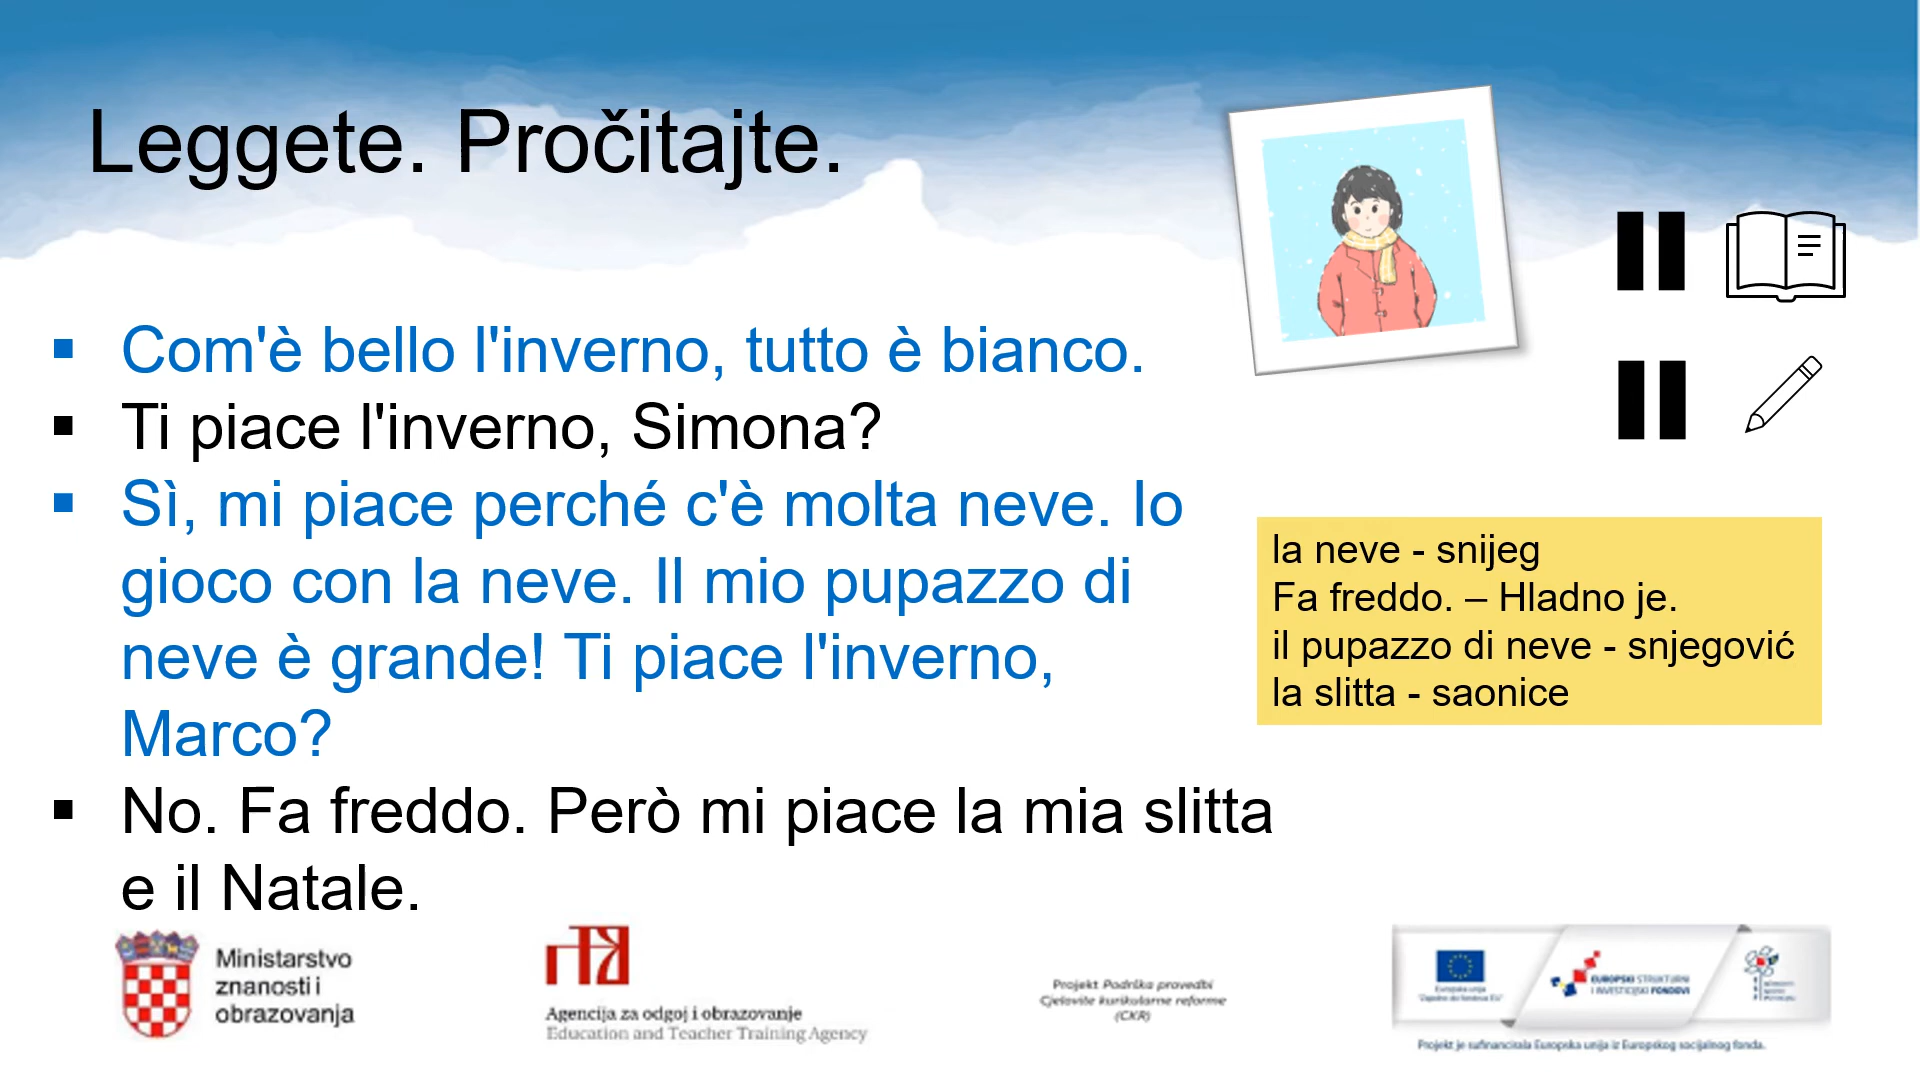 Leggete. Pročitajte.
▪ Com'è bello l'inverno, tutto è bianco.
▪ Ti piace l'inverno, Simona?
▪ Sì, mi piace perché c'è molta neve. Io
gioco con la neve. Il mio pupazzo di
neve è grande! Ti piace l'inverno,
Marco?
▪ No. Fa freddo. Però mi piace la mia slitta
e il Natale.
la neve - snijeg
Fa freddo. – Hladno je.
il pupazzo di neve - snjegović
la slitta - saonice
Ministarstvo
znanosti i
obrazovanja
Agencija za odgoj i obrazovanje
Education and Teacher Training Agency
Projekt Podrška provedbi
Cjelovite kurikularne reforme
(CKR)
EUROPSKI STRUKTURNI
I INVESTICIJSKI FONDOVI
Projekt je sufinancirala Europska unija iz Europskog socijalnog fonda.